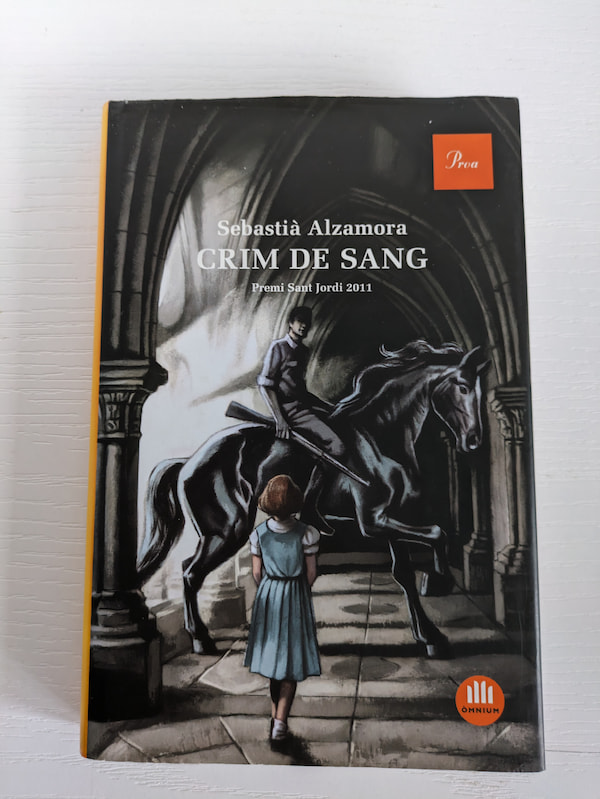 Proa
Sebastià Alzamora
CRIM DE SANG
Premi Sant Jordi 2011
ÒMNIUM